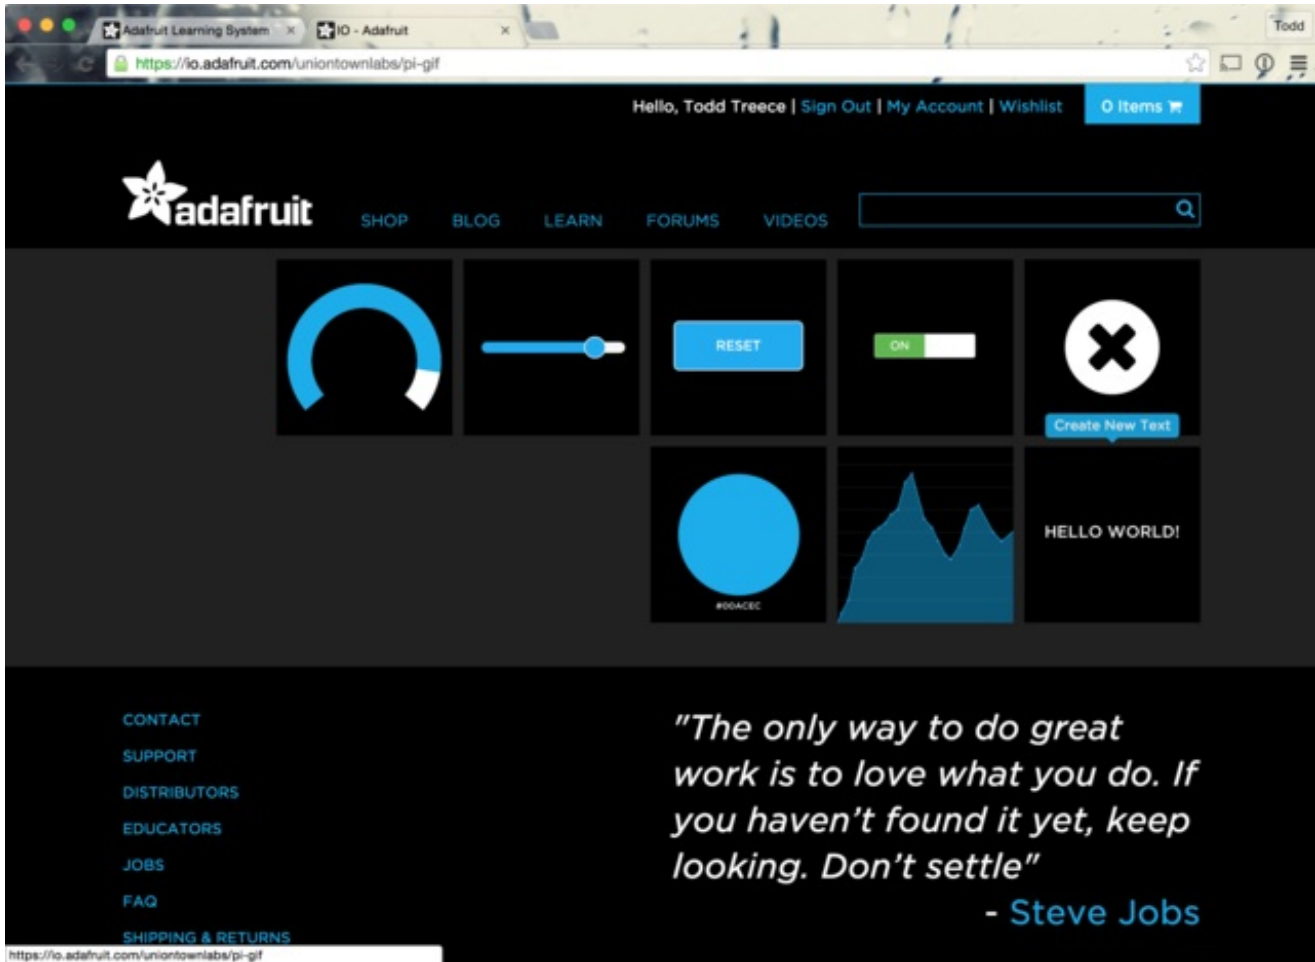 Adafruit Learning System
IO - Adafruit
Todd
https://io.adafruit.com/uniontownlabs/pi-gif
Hello, Todd Treece | Sign Out | My Account | Wishlist
0 Items
adafruit
SHOP
BLOG
LEARN
FORUMS
VIDEOS
RESET
ON
Create New Text
#00ACEC
HELLO WORLD!
CONTACT
SUPPORT
DISTRIBUTORS
EDUCATORS
JOBS
FAQ
SHIPPING & RETURNS
"The only way to do great
work is to love what you do. If
you haven't found it yet, keep
looking. Don't settle"
- Steve Jobs
https://io.adafruit.com/uniontownlabs/pi-gif